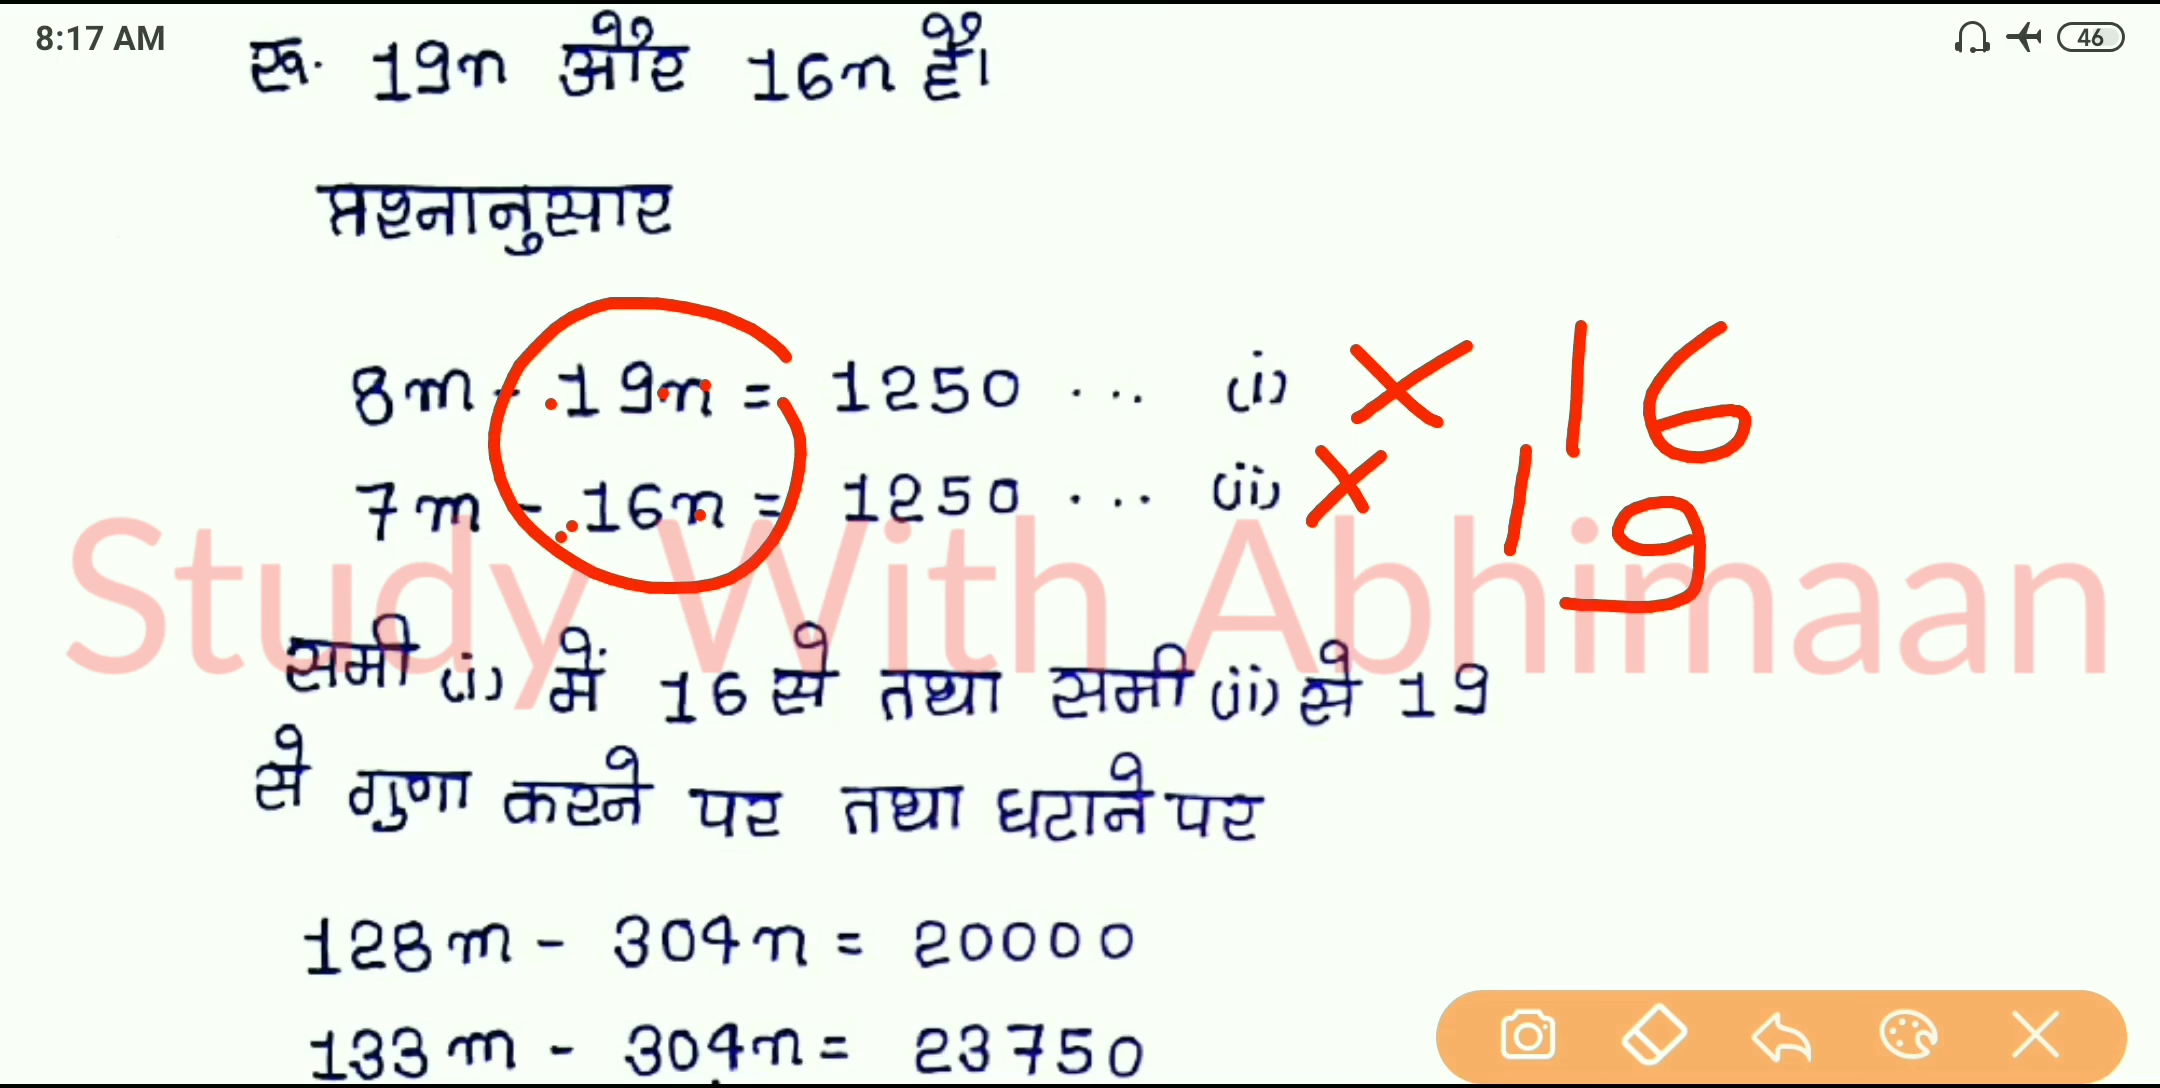 8:17 AM
46
रू. 19n और 16n हैं।
प्रश्नानुसार
8m - 19n = 1250 ... (i) × 16
7m - 16n = 1250 ... (ii) × 19
Study With Abhimaan
समी (i) में 16 से तथा समी (ii) से 19
से गुणा करने पर तथा घटाने पर
128m - 304n = 20000
133m - 304n = 23750